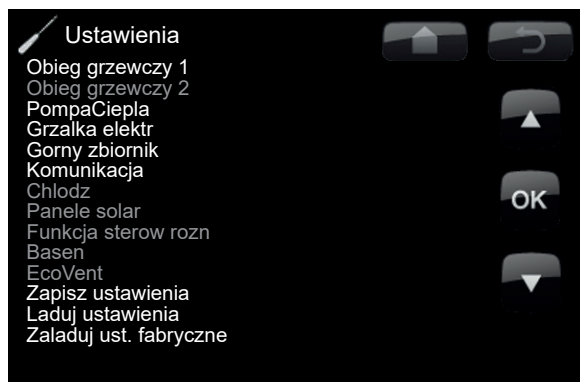 Ustawienia
Obieg grzewczy 1
Obieg grzewczy 2
PompaCiepla
Grzalka elektr
Gorny zbiornik
Komunikacja
Chlodz
Panele solar
Funkcja sterow rozn
Basen
EcoVent
Zapisz ustawienia
Laduj ustawienia
Zaladuj ust. fabryczne
OK